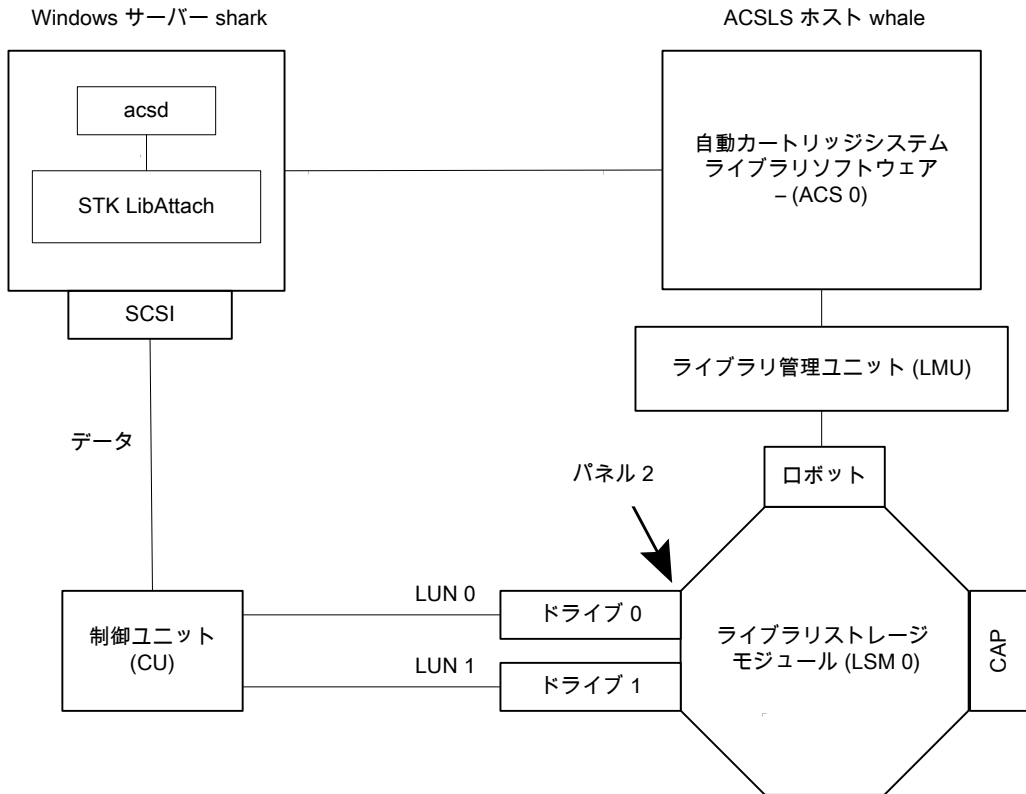 Windows サーバー shark
ACSLS ホスト whale
acsd
STK LibAttach
SCSI
自動カートリッジシステム
ライブラリソフトウェア
– (ACS 0)
ライブラリ管理ユニット (LMU)
データ
パネル 2
ロボット
LUN 0
ドライブ 0
制御ユニット
(CU)
LUN 1
ドライブ 1
ライブラリストレージ
モジュール (LSM 0)
CAP